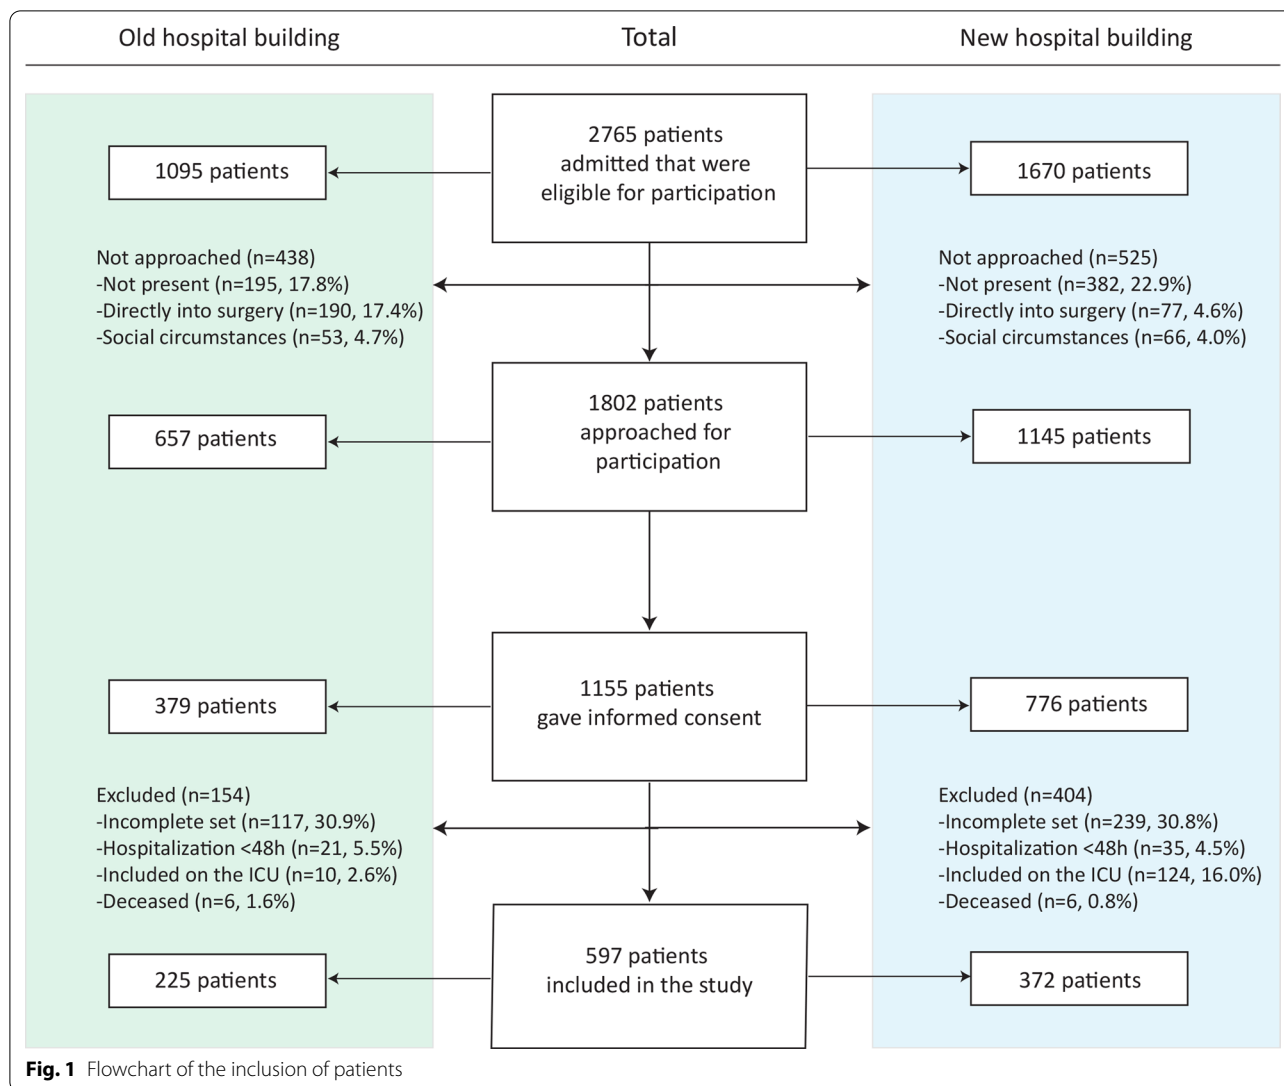 Old hospital building
Total
New hospital building
2765 patients
admitted that were
eligible for participation
1095 patients
1670 patients
Not approached (n=438)
-Not present (n=195, 17.8%)
-Directly into surgery (n=190, 17.4%)
-Social circumstances (n=53, 4.7%)
Not approached (n=525)
-Not present (n=382, 22.9%)
-Directly into surgery (n=77, 4.6%)
-Social circumstances (n=66, 4.0%)
1802 patients
approached for
participation
657 patients
1145 patients
1155 patients
gave informed consent
379 patients
776 patients
Excluded (n=154)
-Incomplete set (n=117, 30.9%)
-Hospitalization <48h (n=21, 5.5%)
-Included on the ICU (n=10, 2.6%)
-Deceased (n=6, 1.6%)
Excluded (n=404)
-Incomplete set (n=239, 30.8%)
-Hospitalization <48h (n=35, 4.5%)
-Included on the ICU (n=124, 16.0%)
-Deceased (n=6, 0.8%)
597 patients
included in the study
225 patients
372 patients
Fig. 1 Flowchart of the inclusion of patients